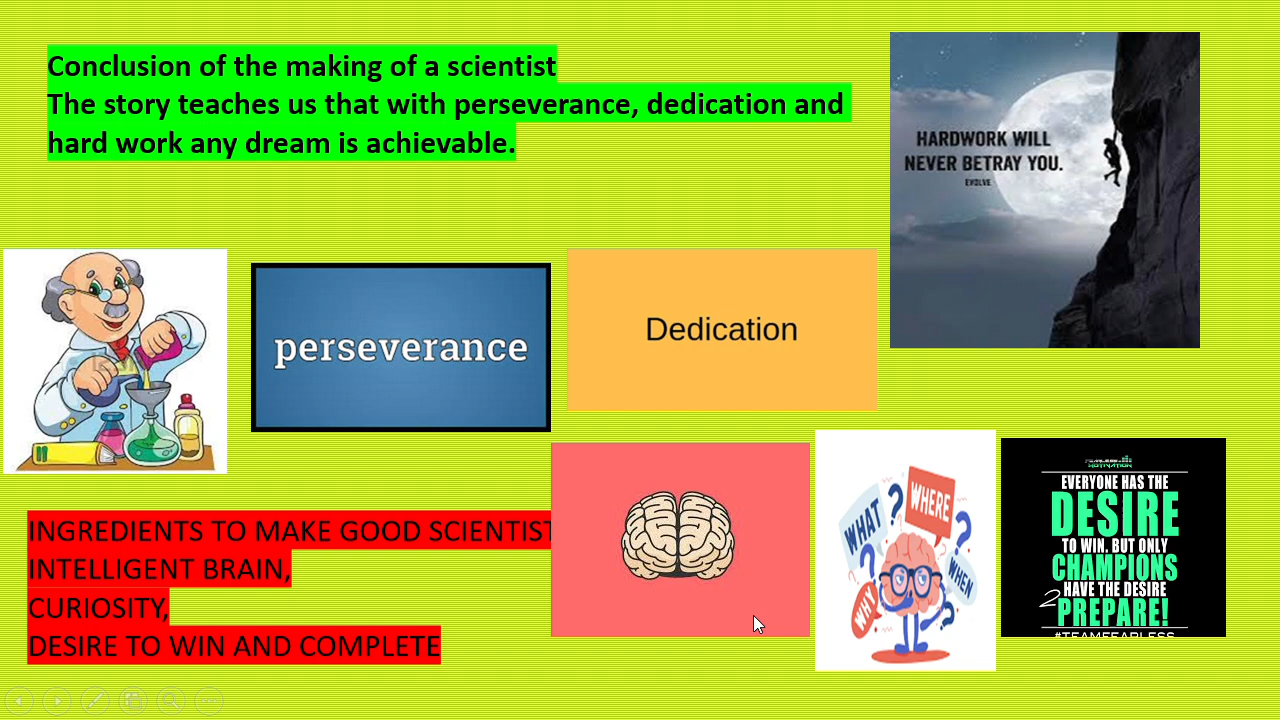 Conclusion of the making of a scientist
The story teaches us that with perseverance, dedication and
hard work any dream is achievable.
HARDWORK WILL
NEVER BETRAY YOU.
EVOLVE
perseverance
Dedication
INGREDIENTS TO MAKE GOOD SCIENTIST
INTELLIGENT BRAIN,
CURIOSITY,
DESIRE TO WIN AND COMPLETE
WHAT
?
WHERE
?
?
WHEN
WHY
?
MOTIVATION
EVERYONE HAS THE
DESIRE
TO WIN. BUT ONLY
CHAMPIONS
HAVE THE DESIRE
2 PREPARE!
#TEAMFEARLESS